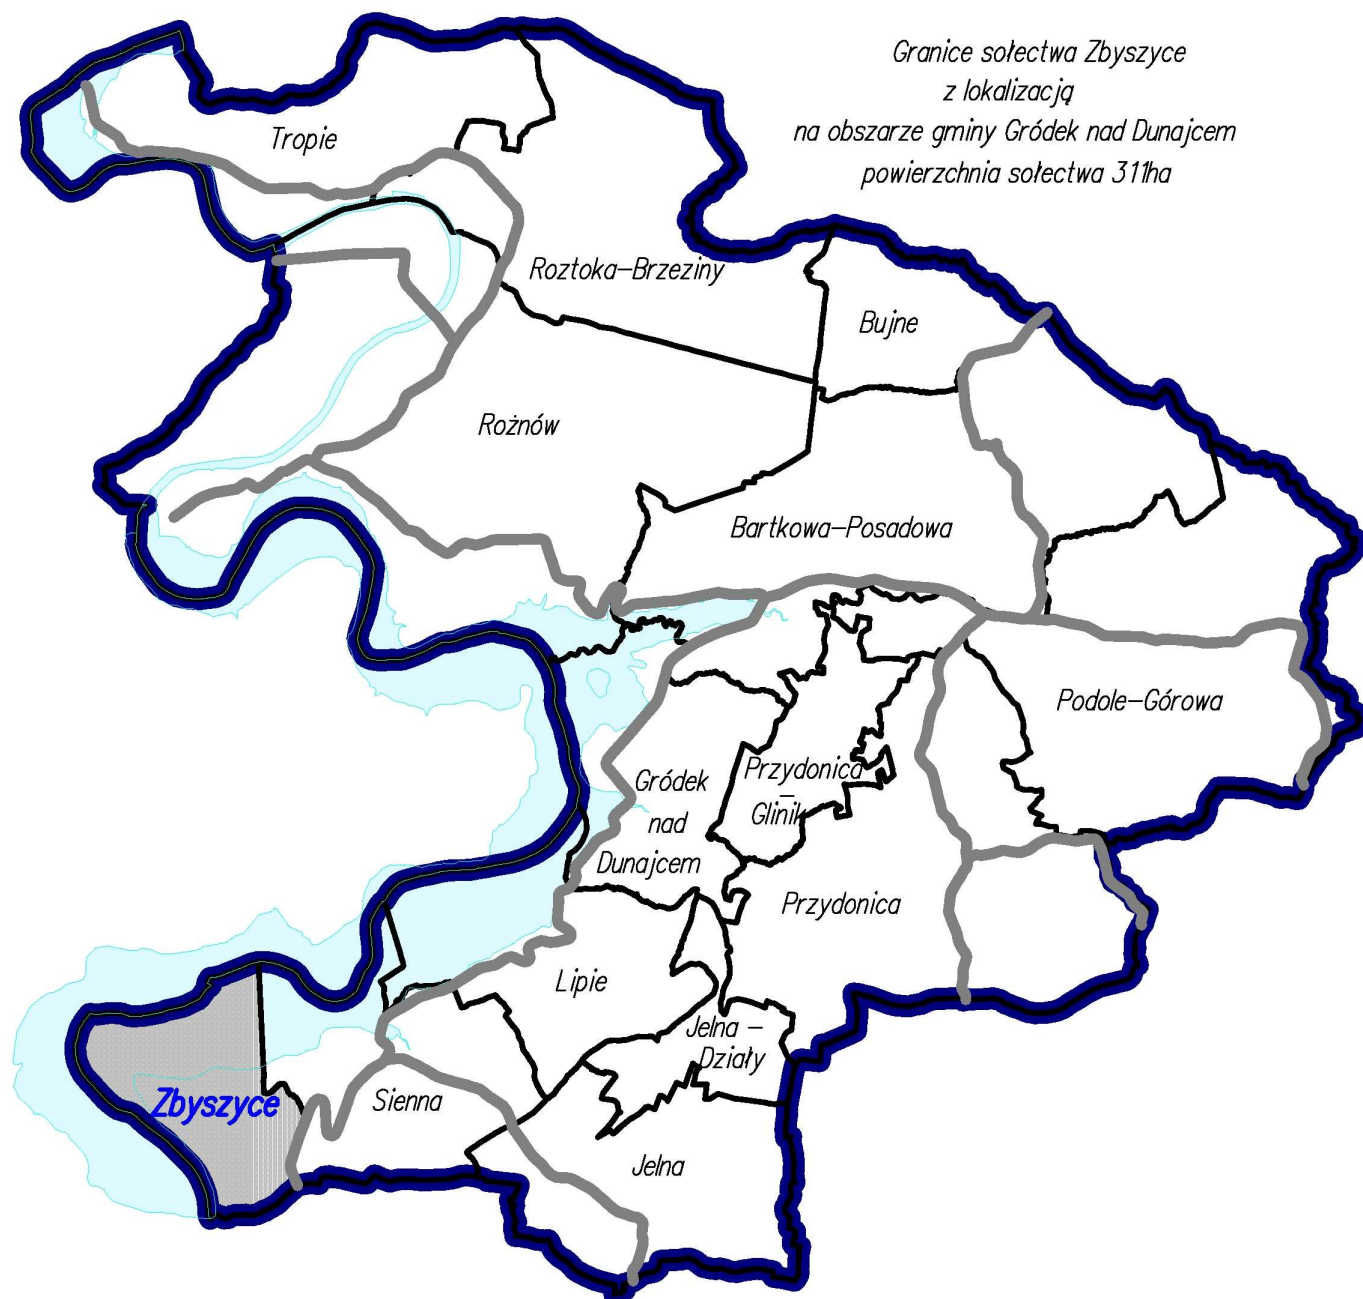 Granice sołectwa Zbyszyce
z lokalizacją
na obszarze gminy Gródek nad Dunajcem
powierzchnia sołectwa 311ha
Tropie
Roztoka–Brzeziny
Bujne
Rożnów
Bartkowa–Posadowa
Podole–Górowa
Przydonica
–
Glinik
Gródek
nad
Dunajcem
Przydonica
Lipie
Jelna –
Działy
Zbyszyce
Sienna
Jelna